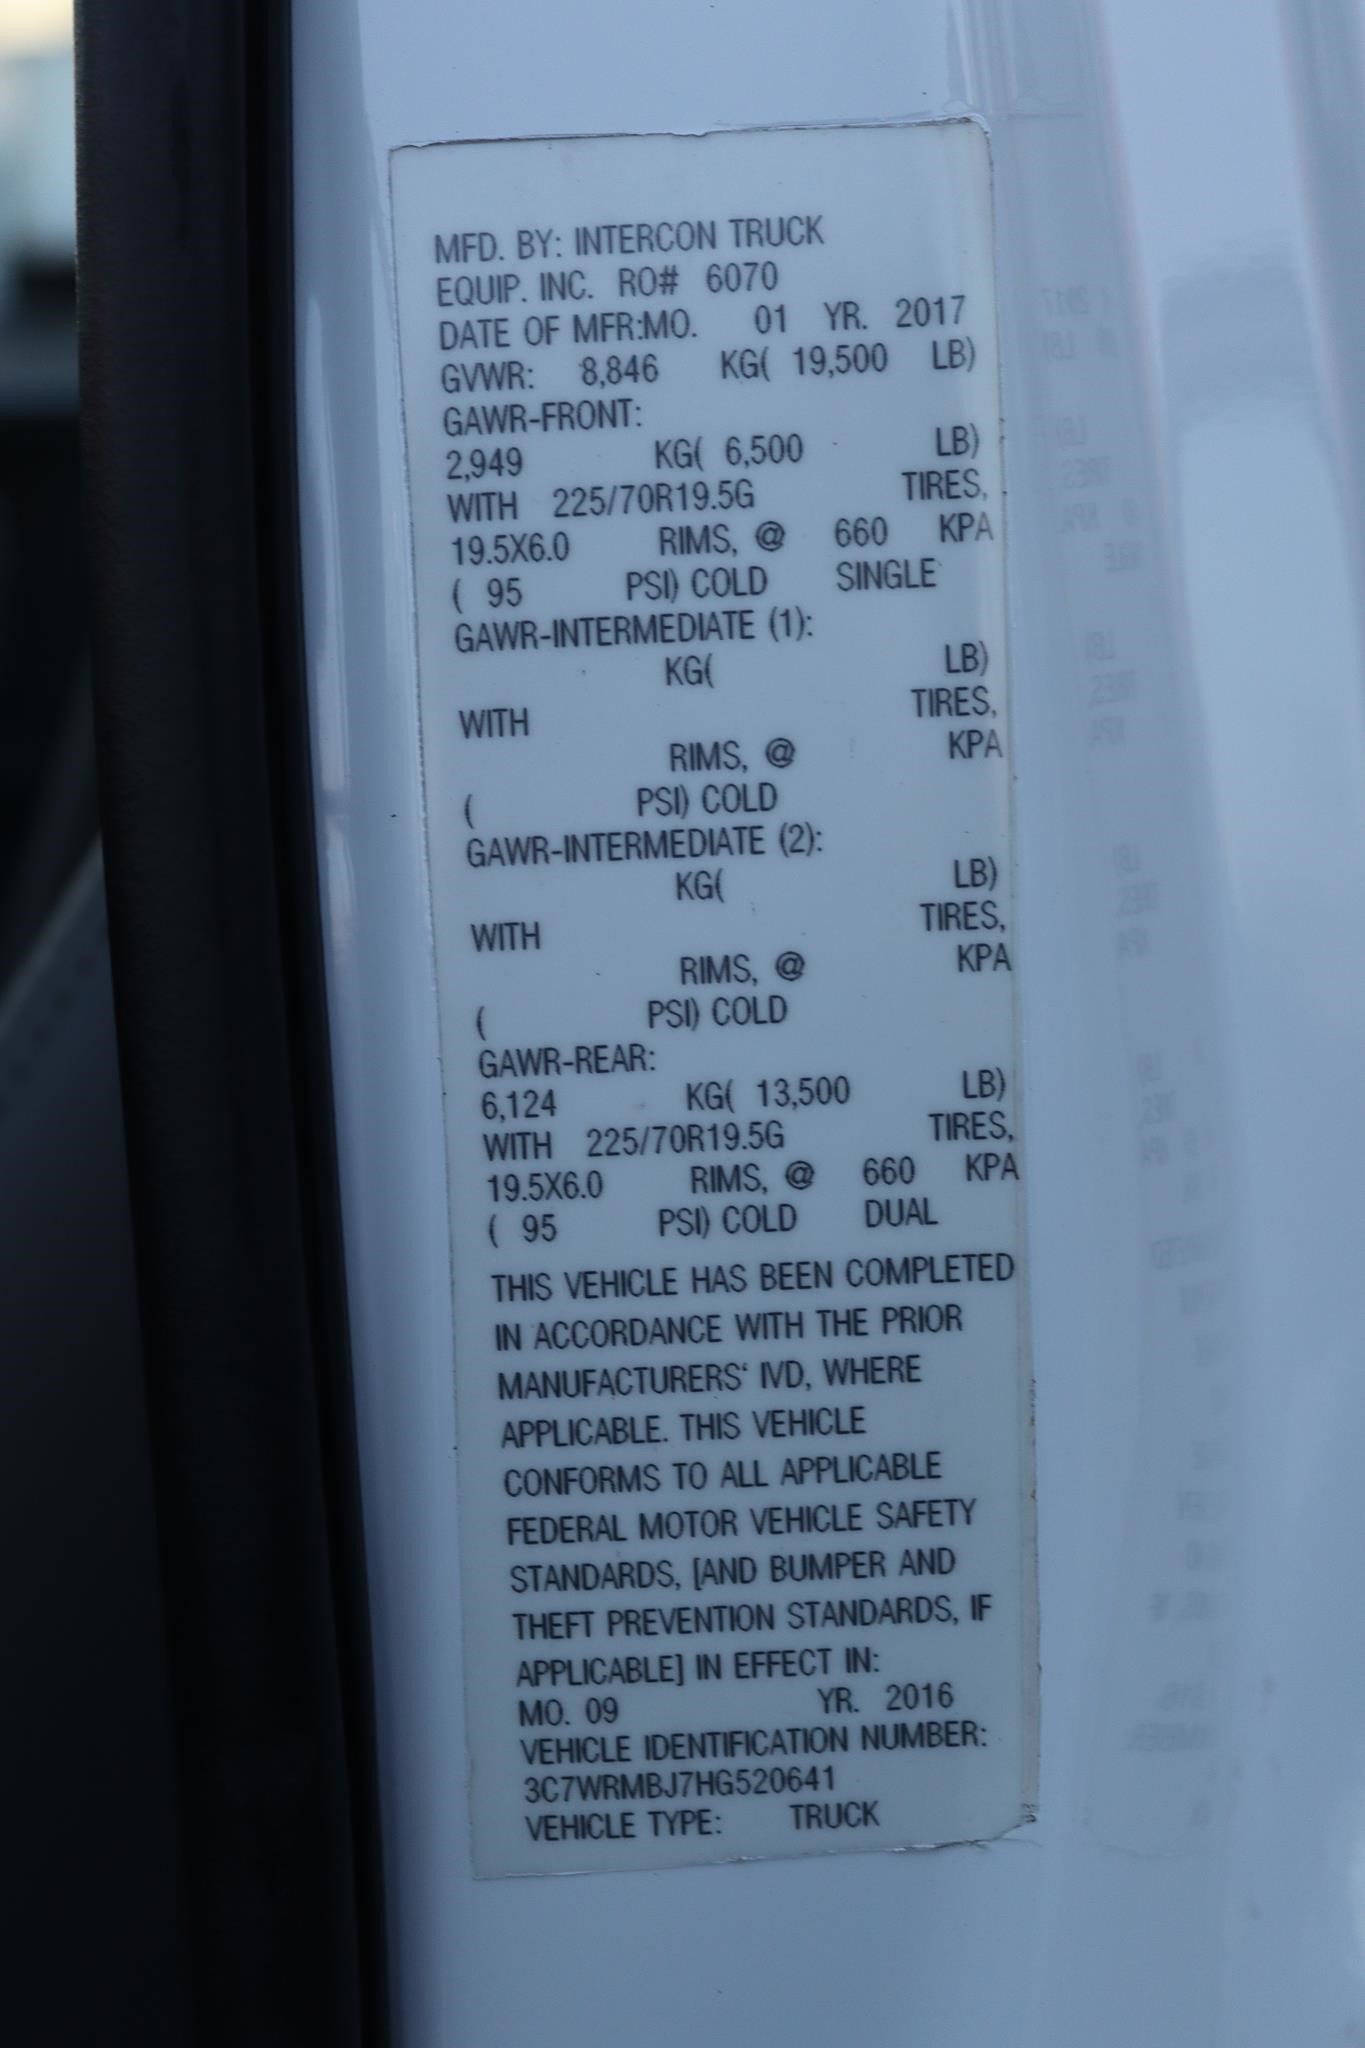 MFD. BY: INTERCON TRUCK
EQUIP. INC. RO# 6070
DATE OF MFR:MO. 01 YR. 2017
GVWR: 8,846 KG( 19,500 LB)
GAWR-FRONT:
2,949 KG( 6,500 LB)
WITH 225/70R19.5G TIRES,
19.5X6.0 RIMS, @ 660 KPA
( 95 PSI) COLD SINGLE
GAWR-INTERMEDIATE (1):
KG( LB)
WITH TIRES,
RIMS, @ KPA
( PSI) COLD
GAWR-INTERMEDIATE (2):
KG( LB)
WITH TIRES,
RIMS, @ KPA
( PSI) COLD
GAWR-REAR:
6,124 KG( 13,500 LB)
WITH 225/70R19.5G TIRES,
19.5X6.0 RIMS, @ 660 KPA
( 95 PSI) COLD DUAL
THIS VEHICLE HAS BEEN COMPLETED
IN ACCORDANCE WITH THE PRIOR
MANUFACTURERS‘ IVD, WHERE
APPLICABLE. THIS VEHICLE
CONFORMS TO ALL APPLICABLE
FEDERAL MOTOR VEHICLE SAFETY
STANDARDS, [AND BUMPER AND
THEFT PREVENTION STANDARDS, IF
APPLICABLE] IN EFFECT IN:
MO. 09 YR. 2016
VEHICLE IDENTIFICATION NUMBER:
3C7WRMBJ7HG520641
VEHICLE TYPE: TRUCK